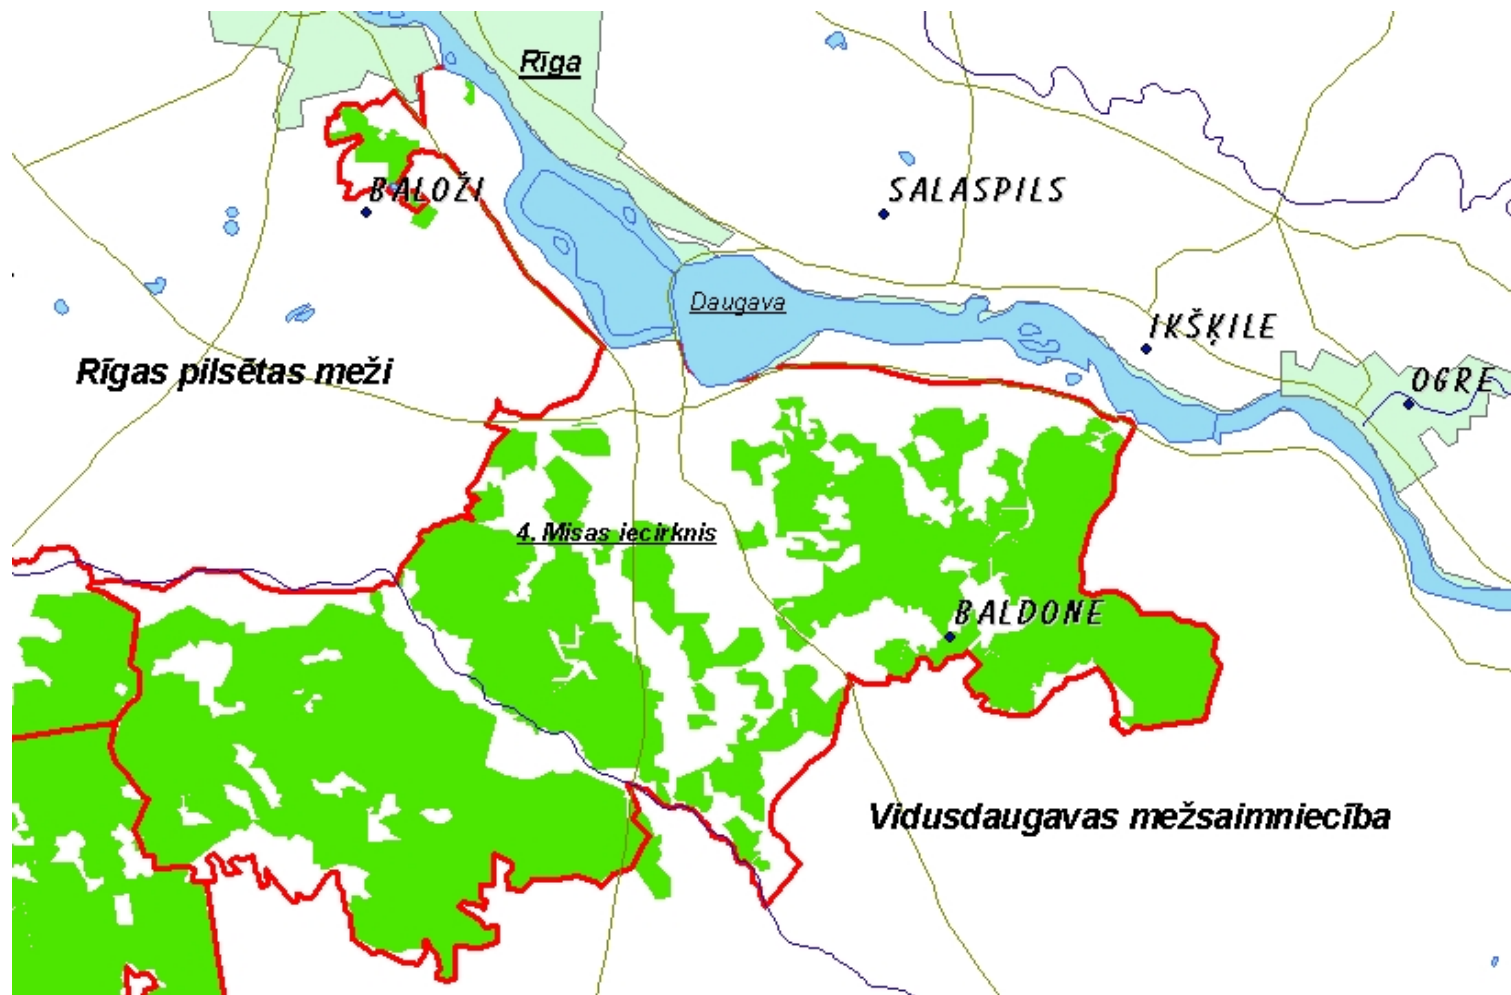 Rīga
BALOŽI
SALASPILS
Daugava
IKŠĶILE
Rīgas pilsētas meži
OGRE
4. Misas iecirknis
BALDONE
Vidusdaugavas mežsaimniecība